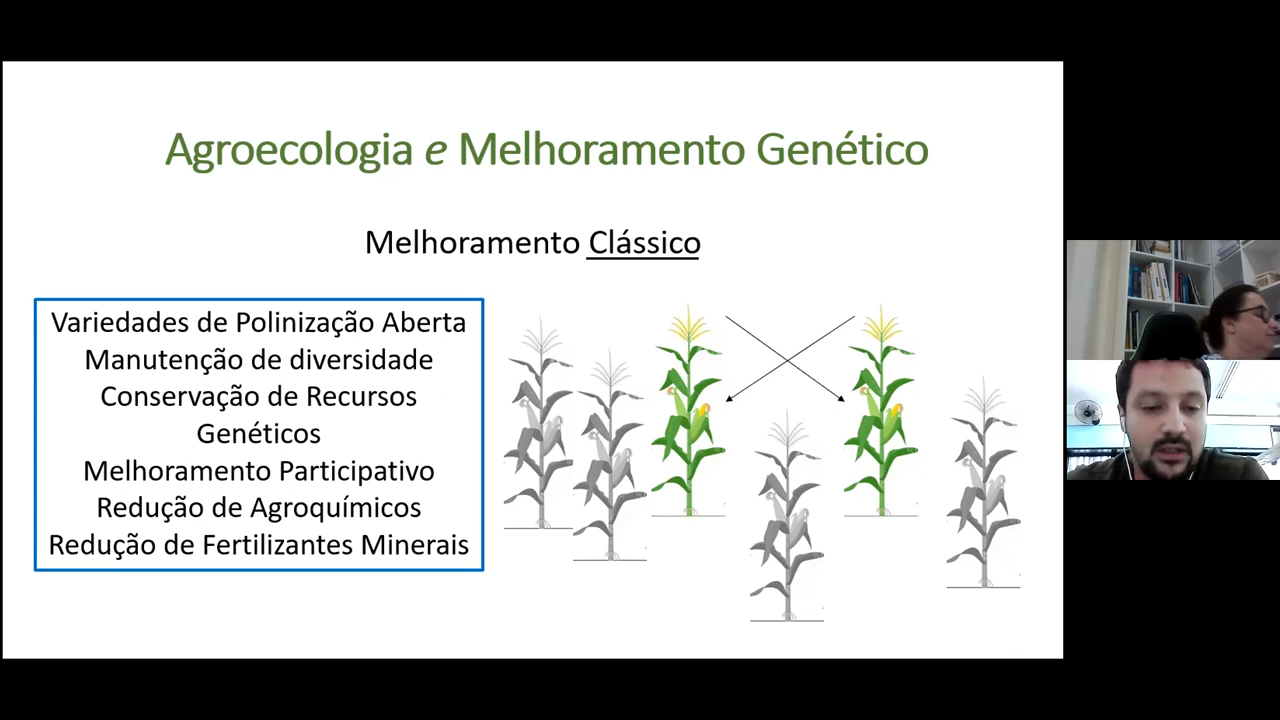 Agroecologia e Melhoramento Genético
Melhoramento Clássico
Variedades de Polinização Aberta
Manutenção de diversidade
Conservação de Recursos
Genéticos
Melhoramento Participativo
Redução de Agroquímicos
Redução de Fertilizantes Minerais